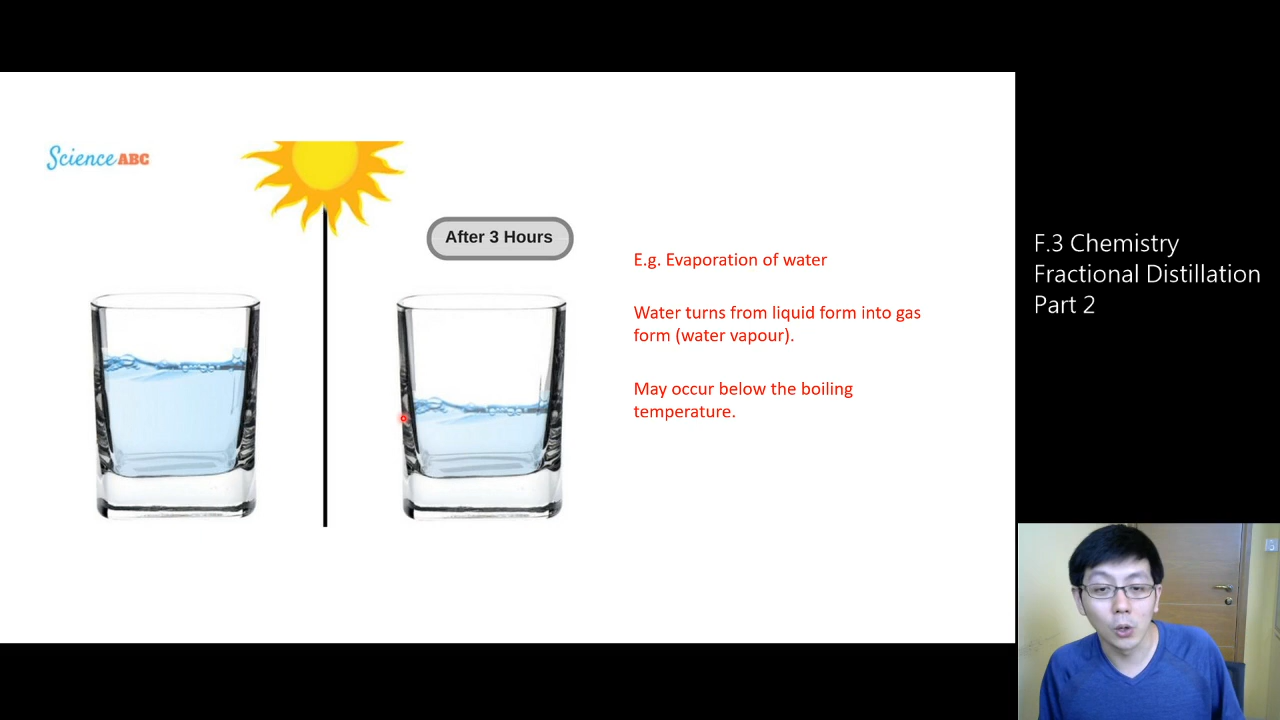 Science ABC
After 3 Hours
E.g. Evaporation of water
Water turns from liquid form into gas
form (water vapour).
May occur below the boiling
temperature.
F.3 Chemistry
Fractional Distillation
Part 2